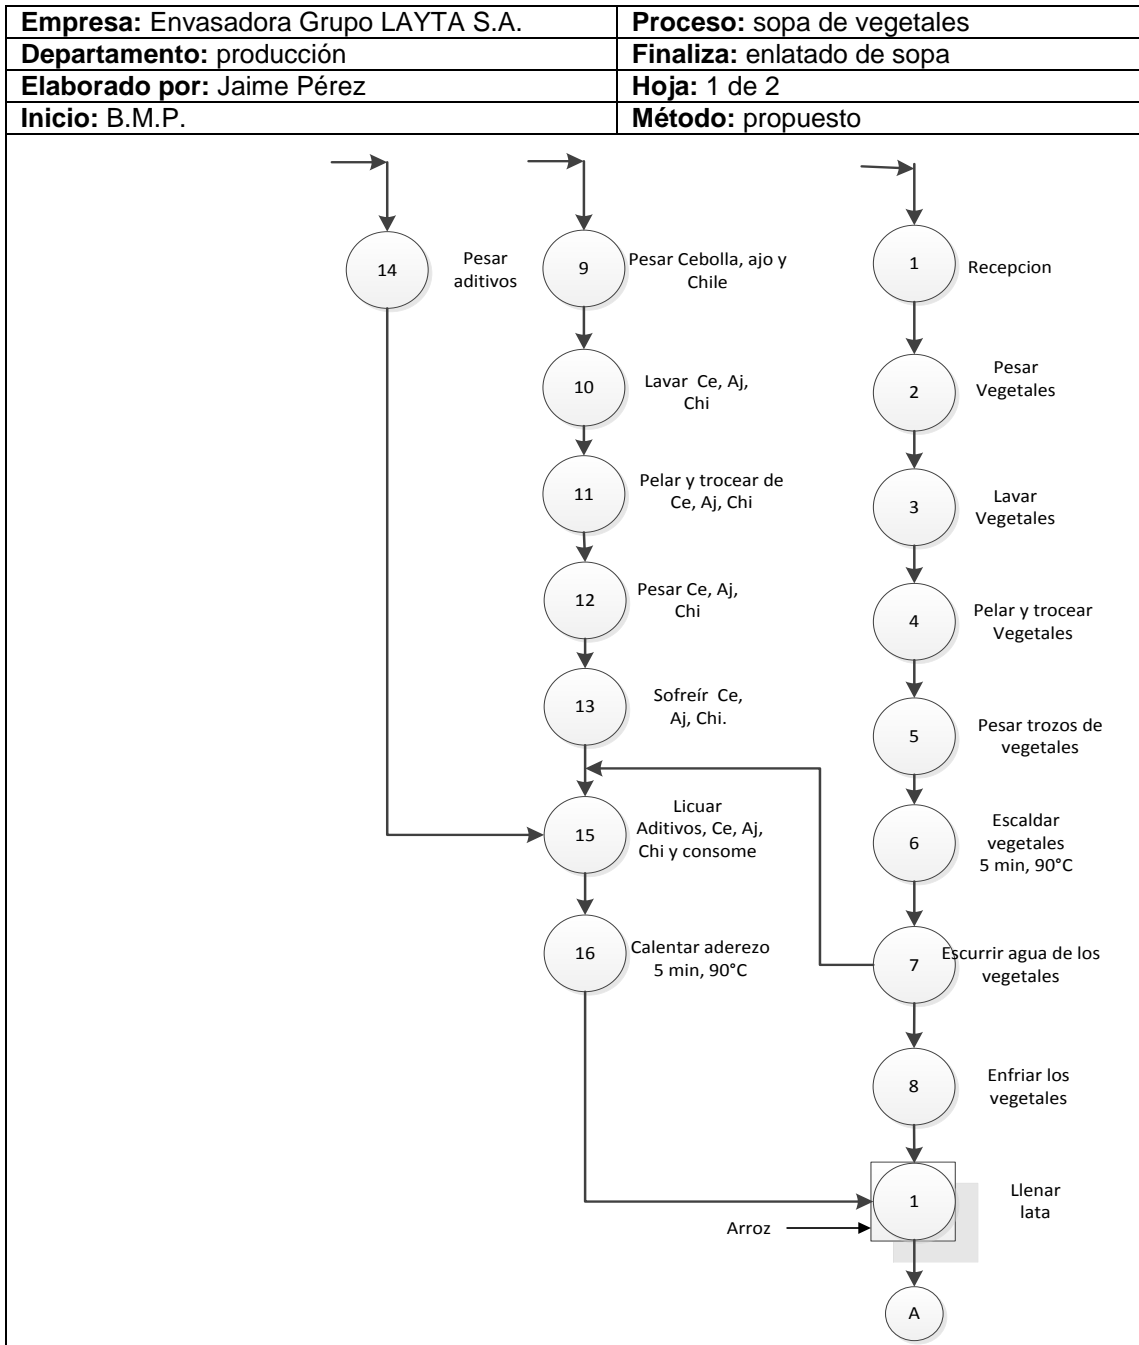 Empresa: Envasadora Grupo LAYTA S.A.
Proceso: sopa de vegetales
Departamento: producción
Finaliza: enlatado de sopa
Elaborado por: Jaime Pérez
Hoja: 1 de 2
Inicio: B.M.P.
Método: propuesto
14
Pesar
aditivos
9
Pesar Cebolla, ajo y
Chile
1
Recepcion
10
Lavar Ce, Aj,
Chi
2
Pesar
Vegetales
11
Pelar y trocear de
Ce, Aj, Chi
3
Lavar
Vegetales
12
Pesar Ce, Aj,
Chi
4
Pelar y trocear
Vegetales
13
Sofreír Ce,
Aj, Chi.
5
Pesar trozos de
vegetales
15
Licuar
Aditivos, Ce, Aj,
Chi y consome
6
Escaldar
vegetales
5 min, 90°C
16
Calentar aderezo
5 min, 90°C
7
Escurrir agua de los
vegetales
8
Enfriar los
vegetales
1
Llenar
lata
Arroz
A